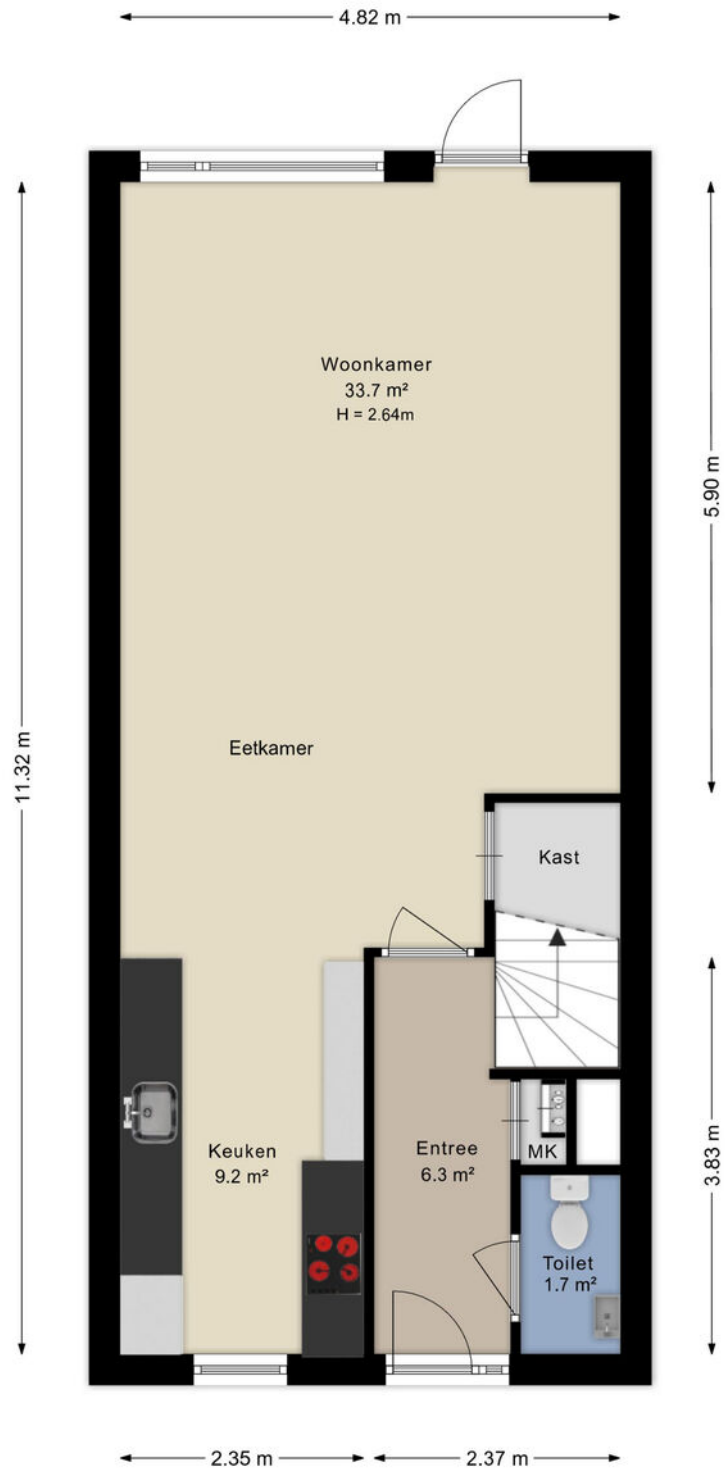 4.82 m
Woonkamer
33.7 m²
H = 2.64m
5.90 m
Eetkamer
11.32 m
Kast
Keuken
9.2 m²
Entree
6.3 m²
MK
3.83 m
Toilet
1.7 m²
2.35 m
2.37 m